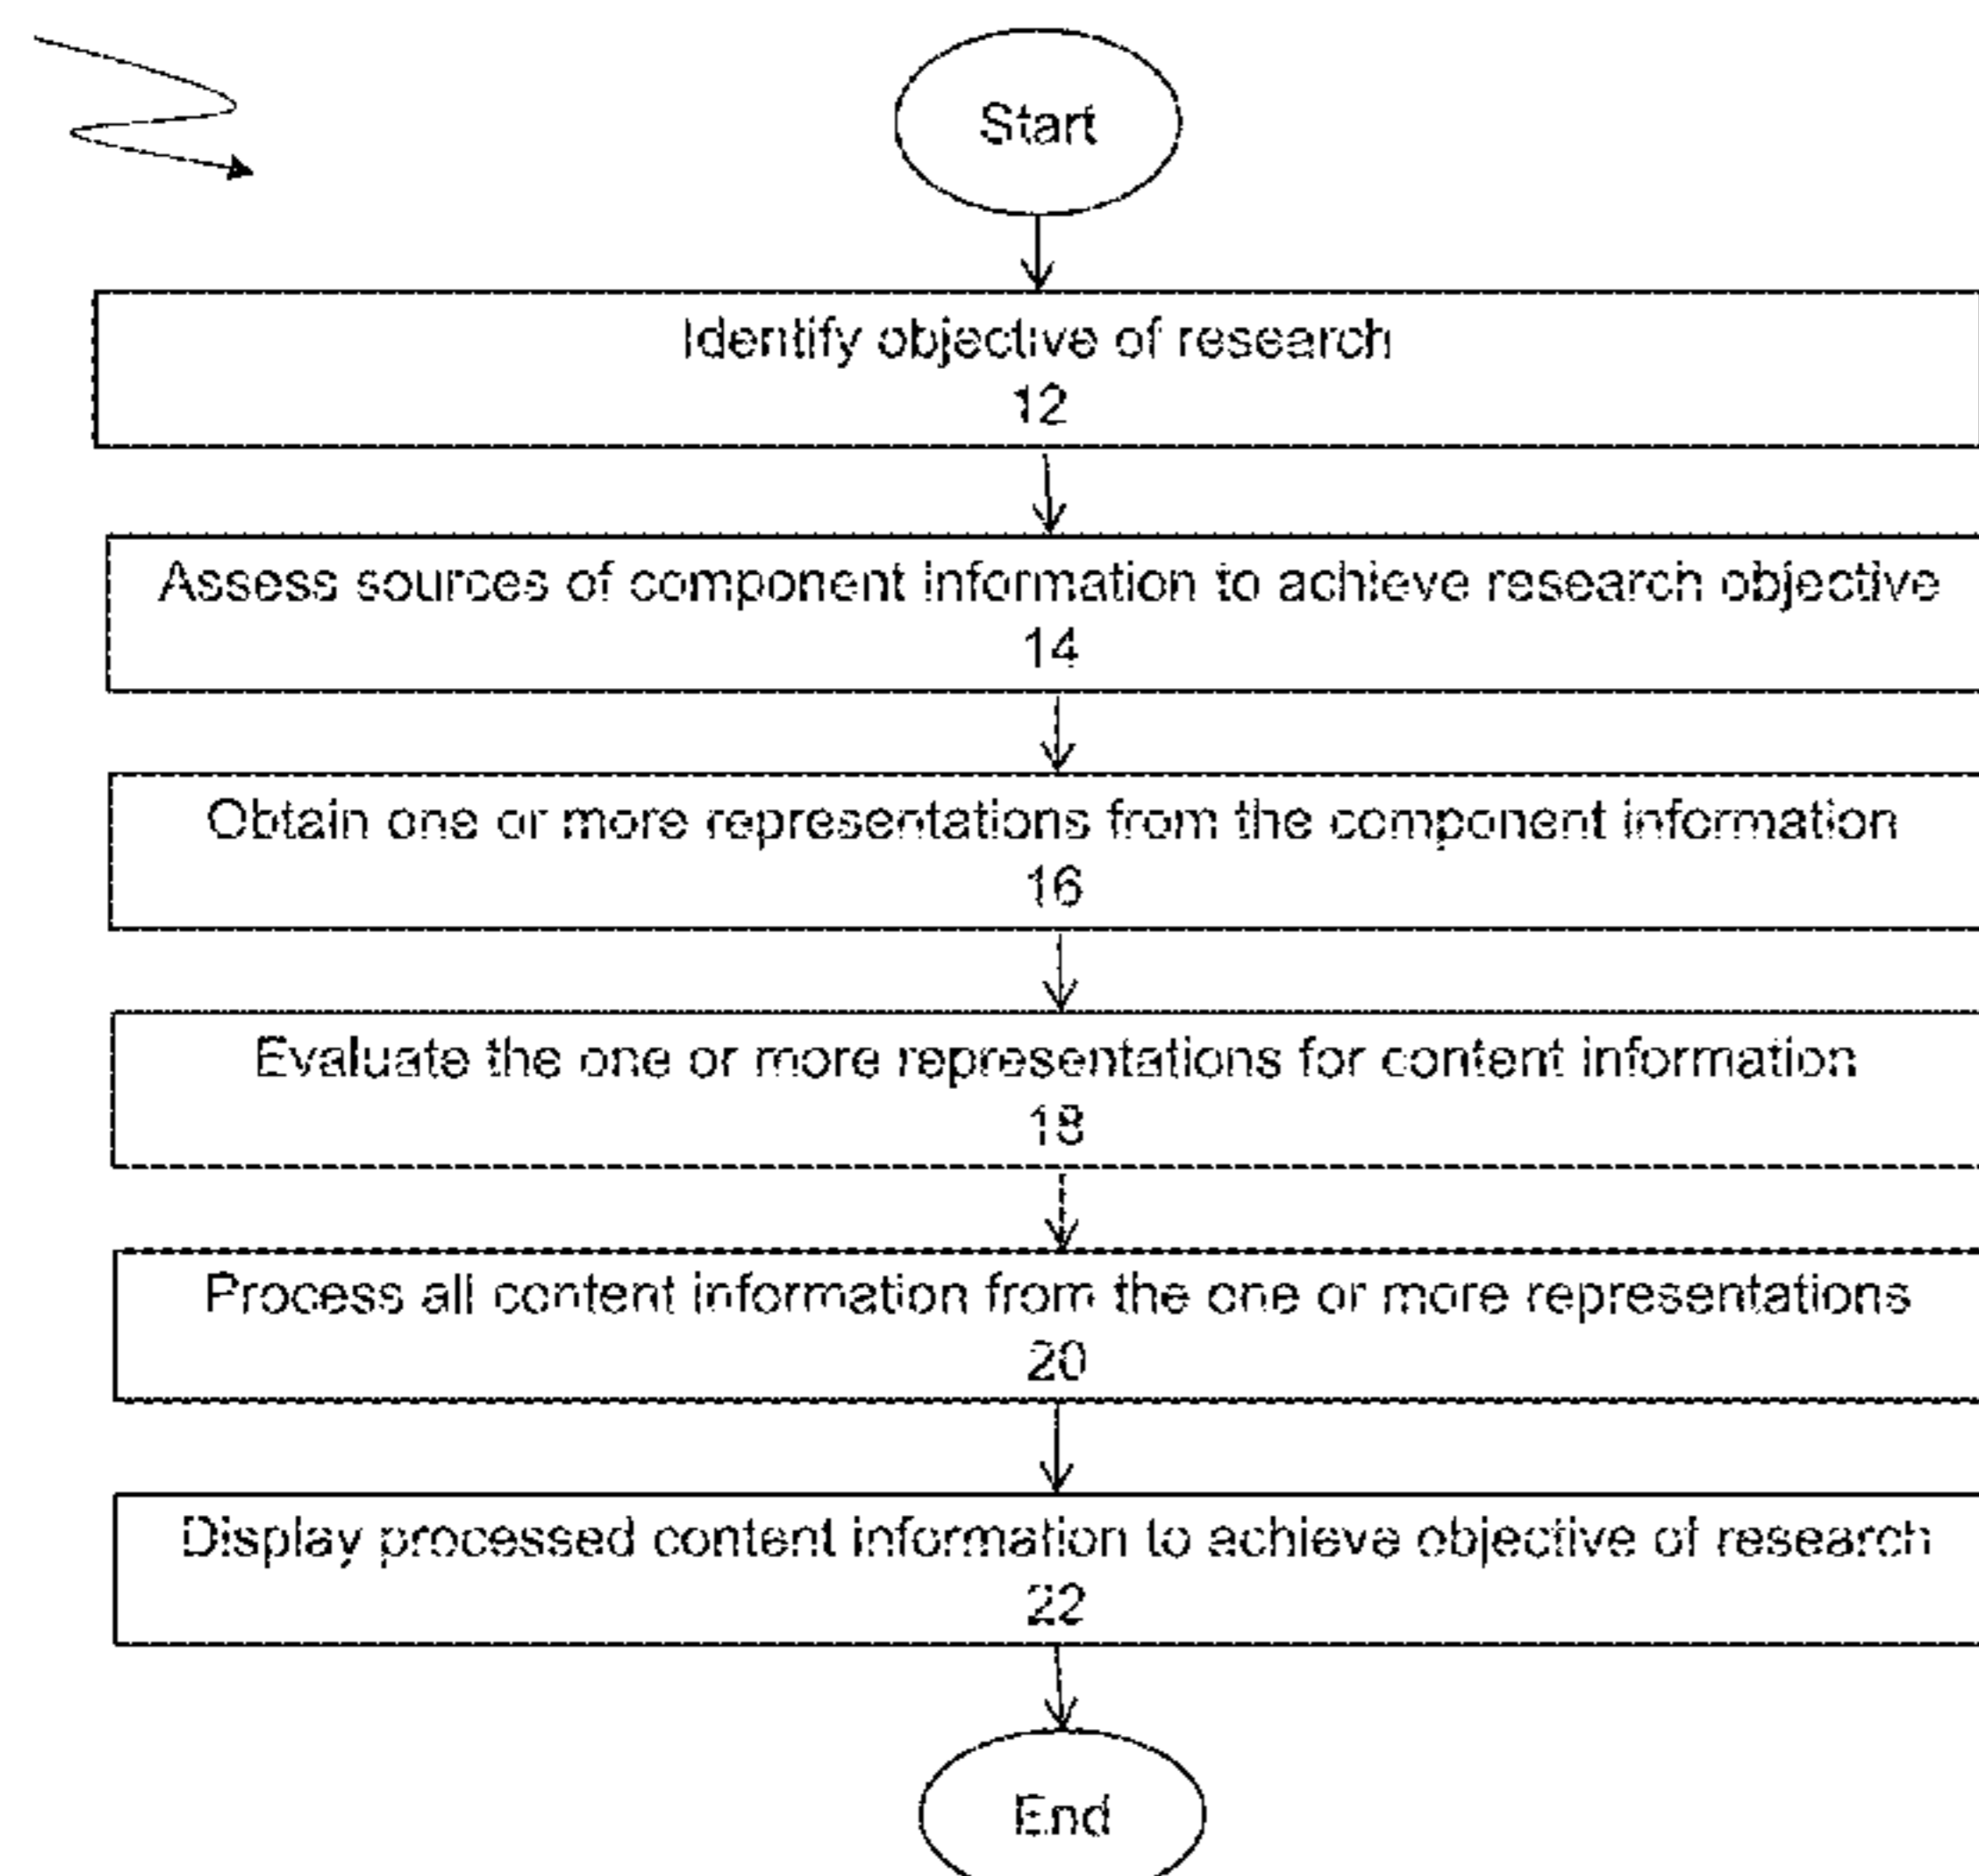 Start
Identify objective of research
12
Assess sources of component information to achieve research objective
14
Obtain one or more representations from the component information
16
Evaluate the one or more representations for content information
18
Process all content information from the one or more representations
20
Display processed content information to achieve objective of research
22
End